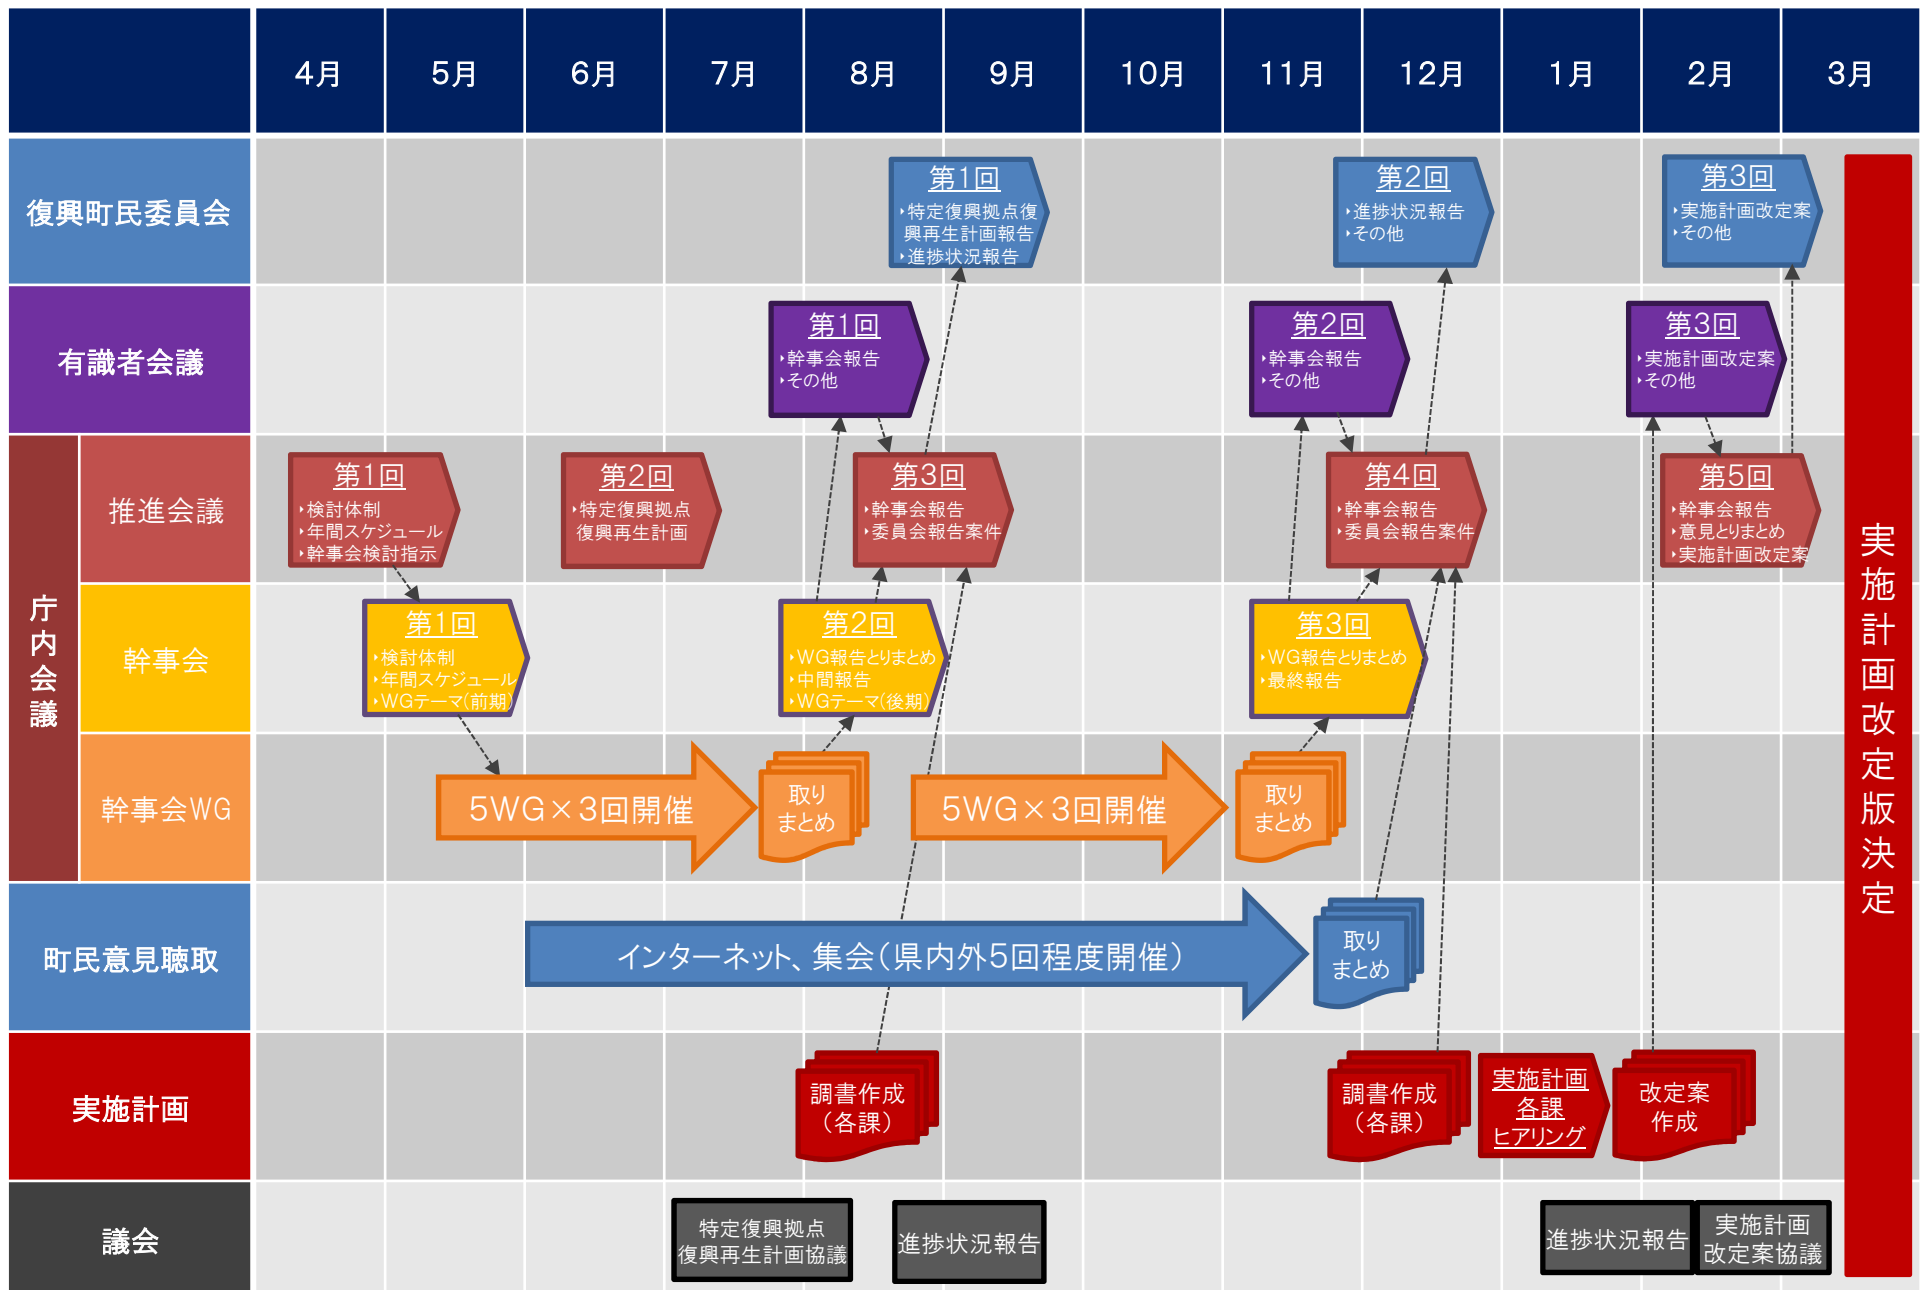 4月 5月 6月 7月 8月 9月 10月 11月 12月 1月 2月 3月
復興町民委員会
第1回
・特定復興拠点復
興再生計画報告
・進捗状況報告
第2回
・進捗状況報告
・その他
第3回
・実施計画改定案
・その他
有識者会議
第1回
・幹事会報告
・その他
第2回
・幹事会報告
・その他
第3回
・実施計画改定案
・その他
庁内会議
推進会議
第1回
・検討体制
・年間スケジュール
・幹事会検討指示
第2回
・特定復興拠点
復興再生計画
第3回
・幹事会報告
・委員会報告案件
第4回
・幹事会報告
・委員会報告案件
第5回
・幹事会報告
・意見とりまとめ
・実施計画改定案
幹事会
第1回
・検討体制
・年間スケジュール
・WGテーマ(前期)
第2回
・WG報告とりまとめ
・中間報告
・WGテーマ(後期)
第3回
・WG報告とりまとめ
・最終報告
幹事会WG
5WG×3回開催
取り
まとめ
5WG×3回開催
取り
まとめ
町民意見聴取
インターネット、集会(県内外5回程度開催)
取り
まとめ
実施計画
調書作成
(各課)
調書作成
(各課)
実施計画
各課
ヒアリング
改定案
作成
議会
特定復興拠点
復興再生計画協議
進捗状況報告
進捗状況報告
実施計画
改定案協議
実施計画改定版決定